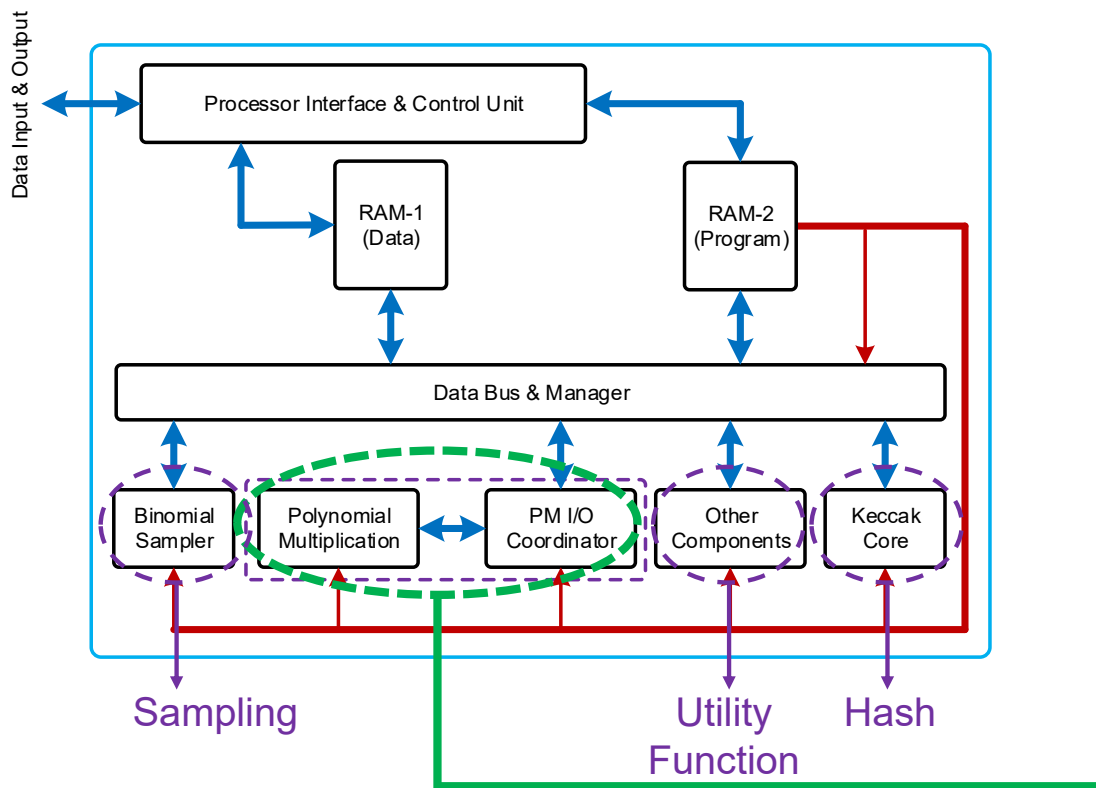 Data Input & Output
Processor Interface & Control Unit
RAM-1
(Data)
RAM-2
(Program)
Data Bus & Manager
Binomial
Sampler
Polynomial
Multiplication
PM I/O
Coordinator
Other
Components
Keccak
Core
Sampling
Utility
Function
Hash